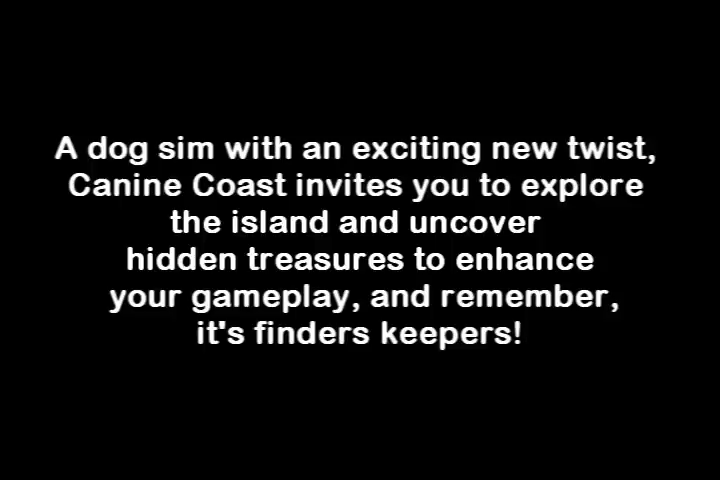 A dog sim with an exciting new twist,
Canine Coast invites you to explore
the island and uncover
hidden treasures to enhance
your gameplay, and remember,
it's finders keepers!